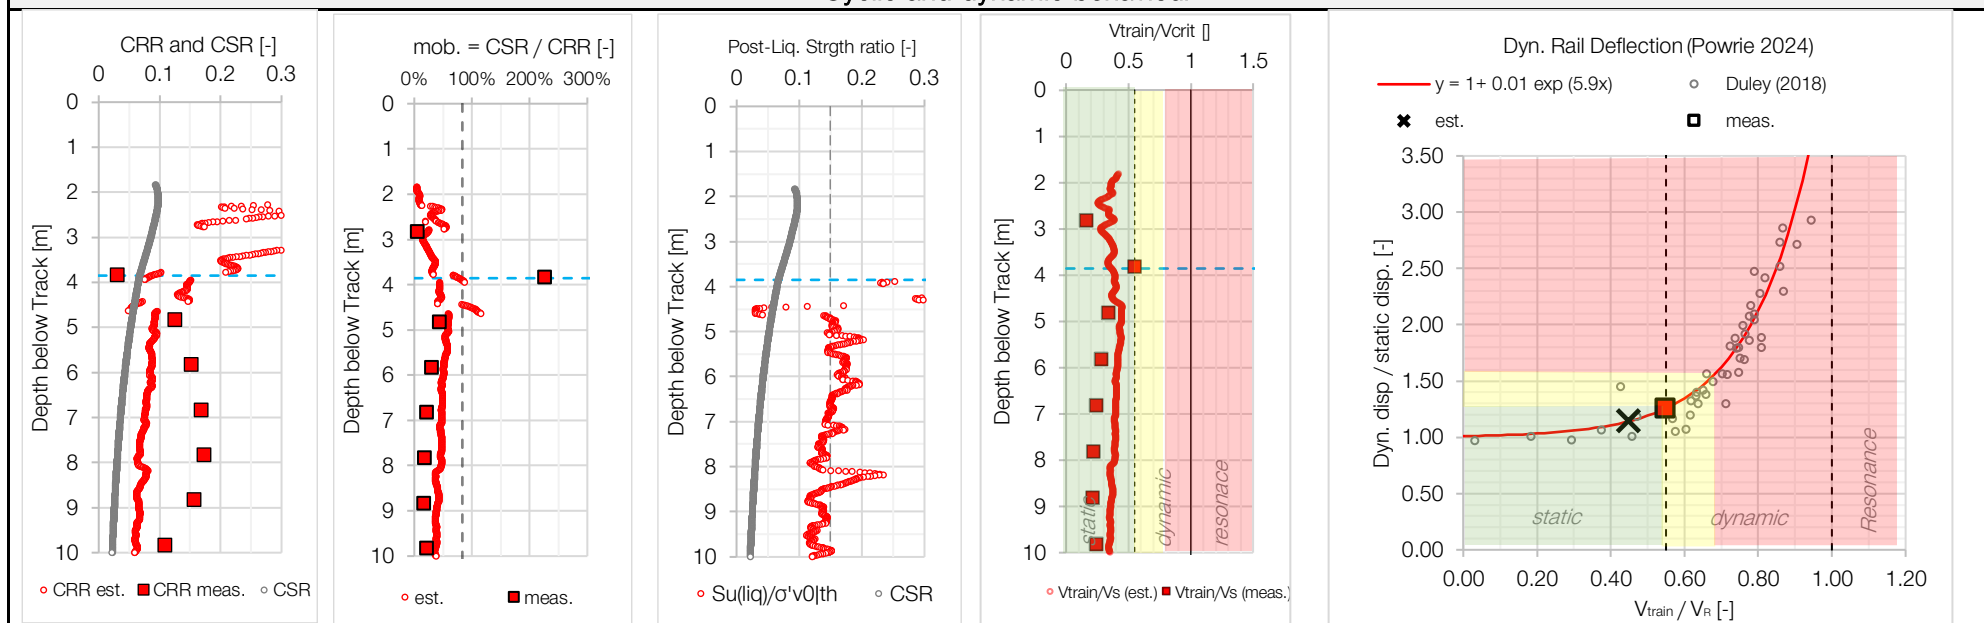 Cyclic and dynamic behaviour
CRR and CSR [-]
0 0.1 0.2 0.3
0
1
2
3
4
5
6
7
8
9
10
Depth below Track [m]
CRR est. CRR meas. CSR
mob. = CSR / CRR [-]
0% 100% 200% 300%
0
1
2
3
4
5
6
7
8
9
10
Depth below Track [m]
est. meas.
Post-Liq. Strgth ratio [-]
0 0.1 0.2 0.3
0
1
2
3
4
5
6
7
8
9
10
Depth below Track [m]
Su(liq)/σ'v0|th CSR
Vtrain/Vcrit []
0 0.5 1 1.5
0
1
2
3
4
5
6
7
8
9
10
Depth below Track [m]
static
dynamic
resonace
Vtrain/Vs (est.) Vtrain/Vs (meas.)
Dyn. Rail Deflection (Powrie 2024)
y = 1+ 0.01 exp (5.9x) Duley (2018)
est. meas.
3.50
3.00
2.50
2.00
1.50
1.00
0.50
0.00
Dyn. disp / static disp. [-]
static
dynamic
Resonance
0.00 0.20 0.40 0.60 0.80 1.00 1.20
Vtrain / VR [-]